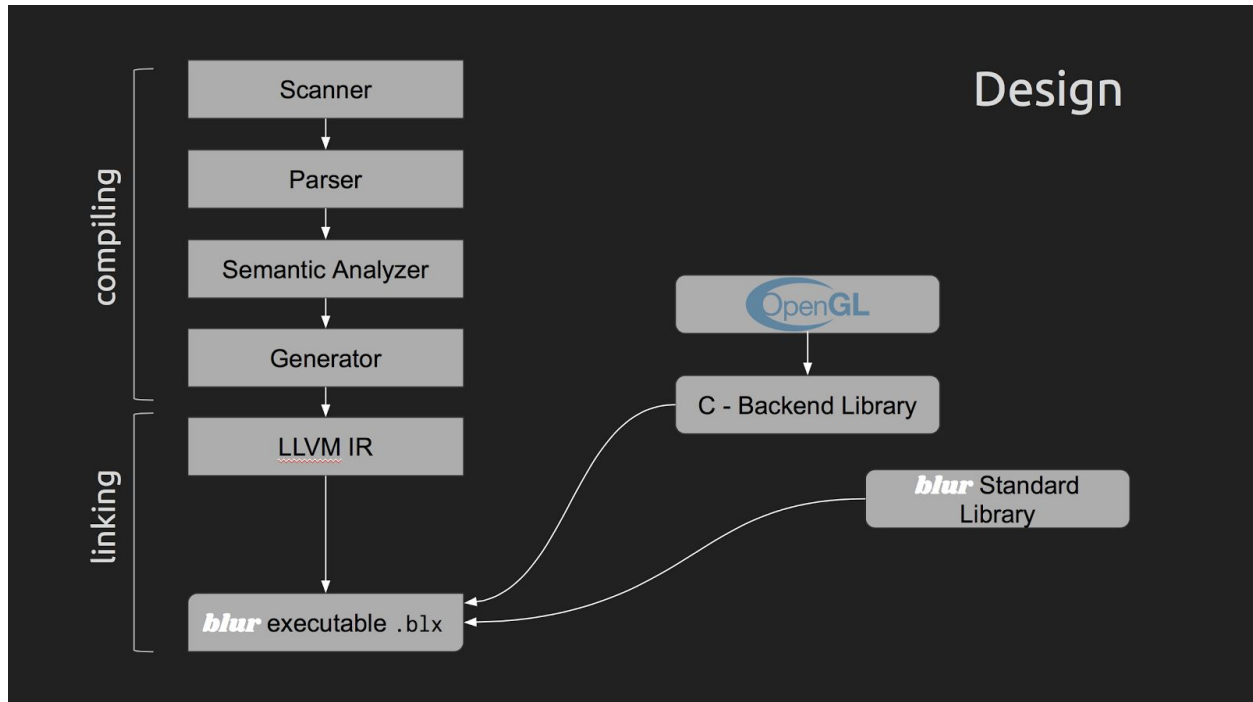 Design
compiling
Scanner
Parser
Semantic Analyzer
Generator
linking
LLVM IR
blur executable .blx
OpenGL
C - Backend Library
blur Standard
Library